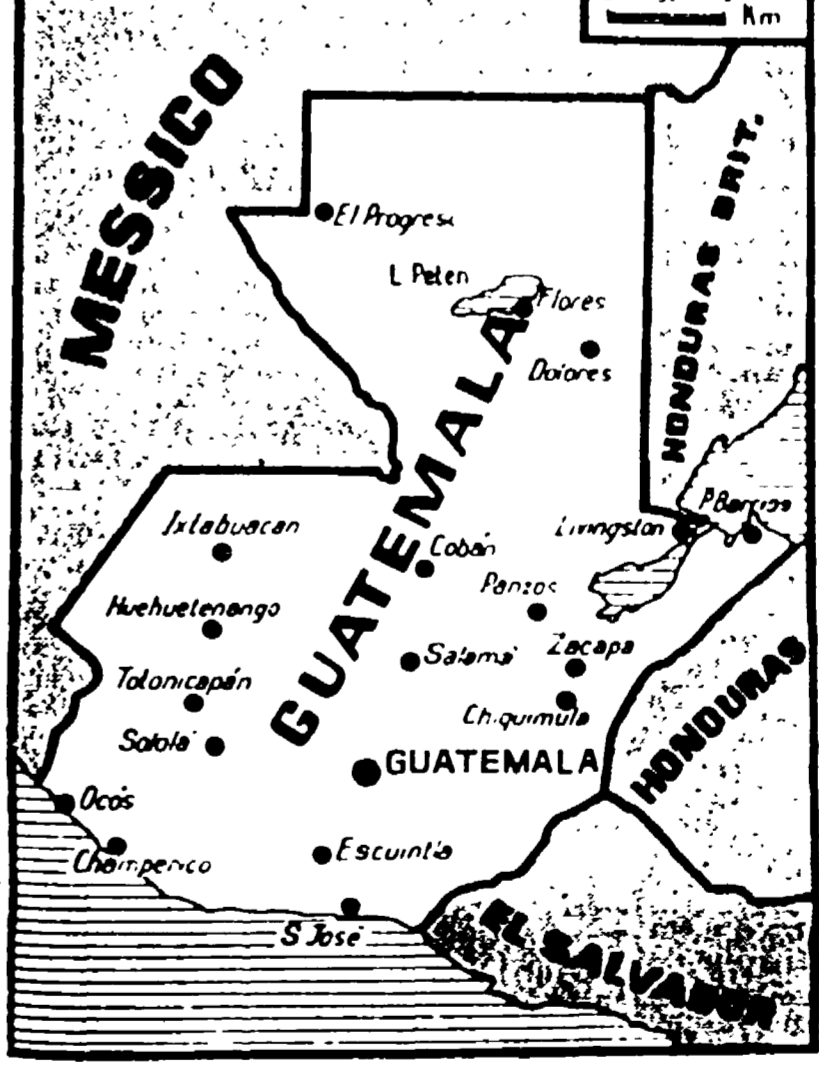 Km
MESSICO
HONDURAS BRIT.
El Progres
L Peten
Flores
Dolores
GUATEMALA
P. Barrios
Livingston
Ixtabuacan
Cobán
Panzos
Huehuetenango
Salamá
Zacapa
Totonicapán
Chiquimula
HONDURAS
Sololá
GUATEMALA
Ocós
Champerico
Escuintla
S José
EL SALVADOR